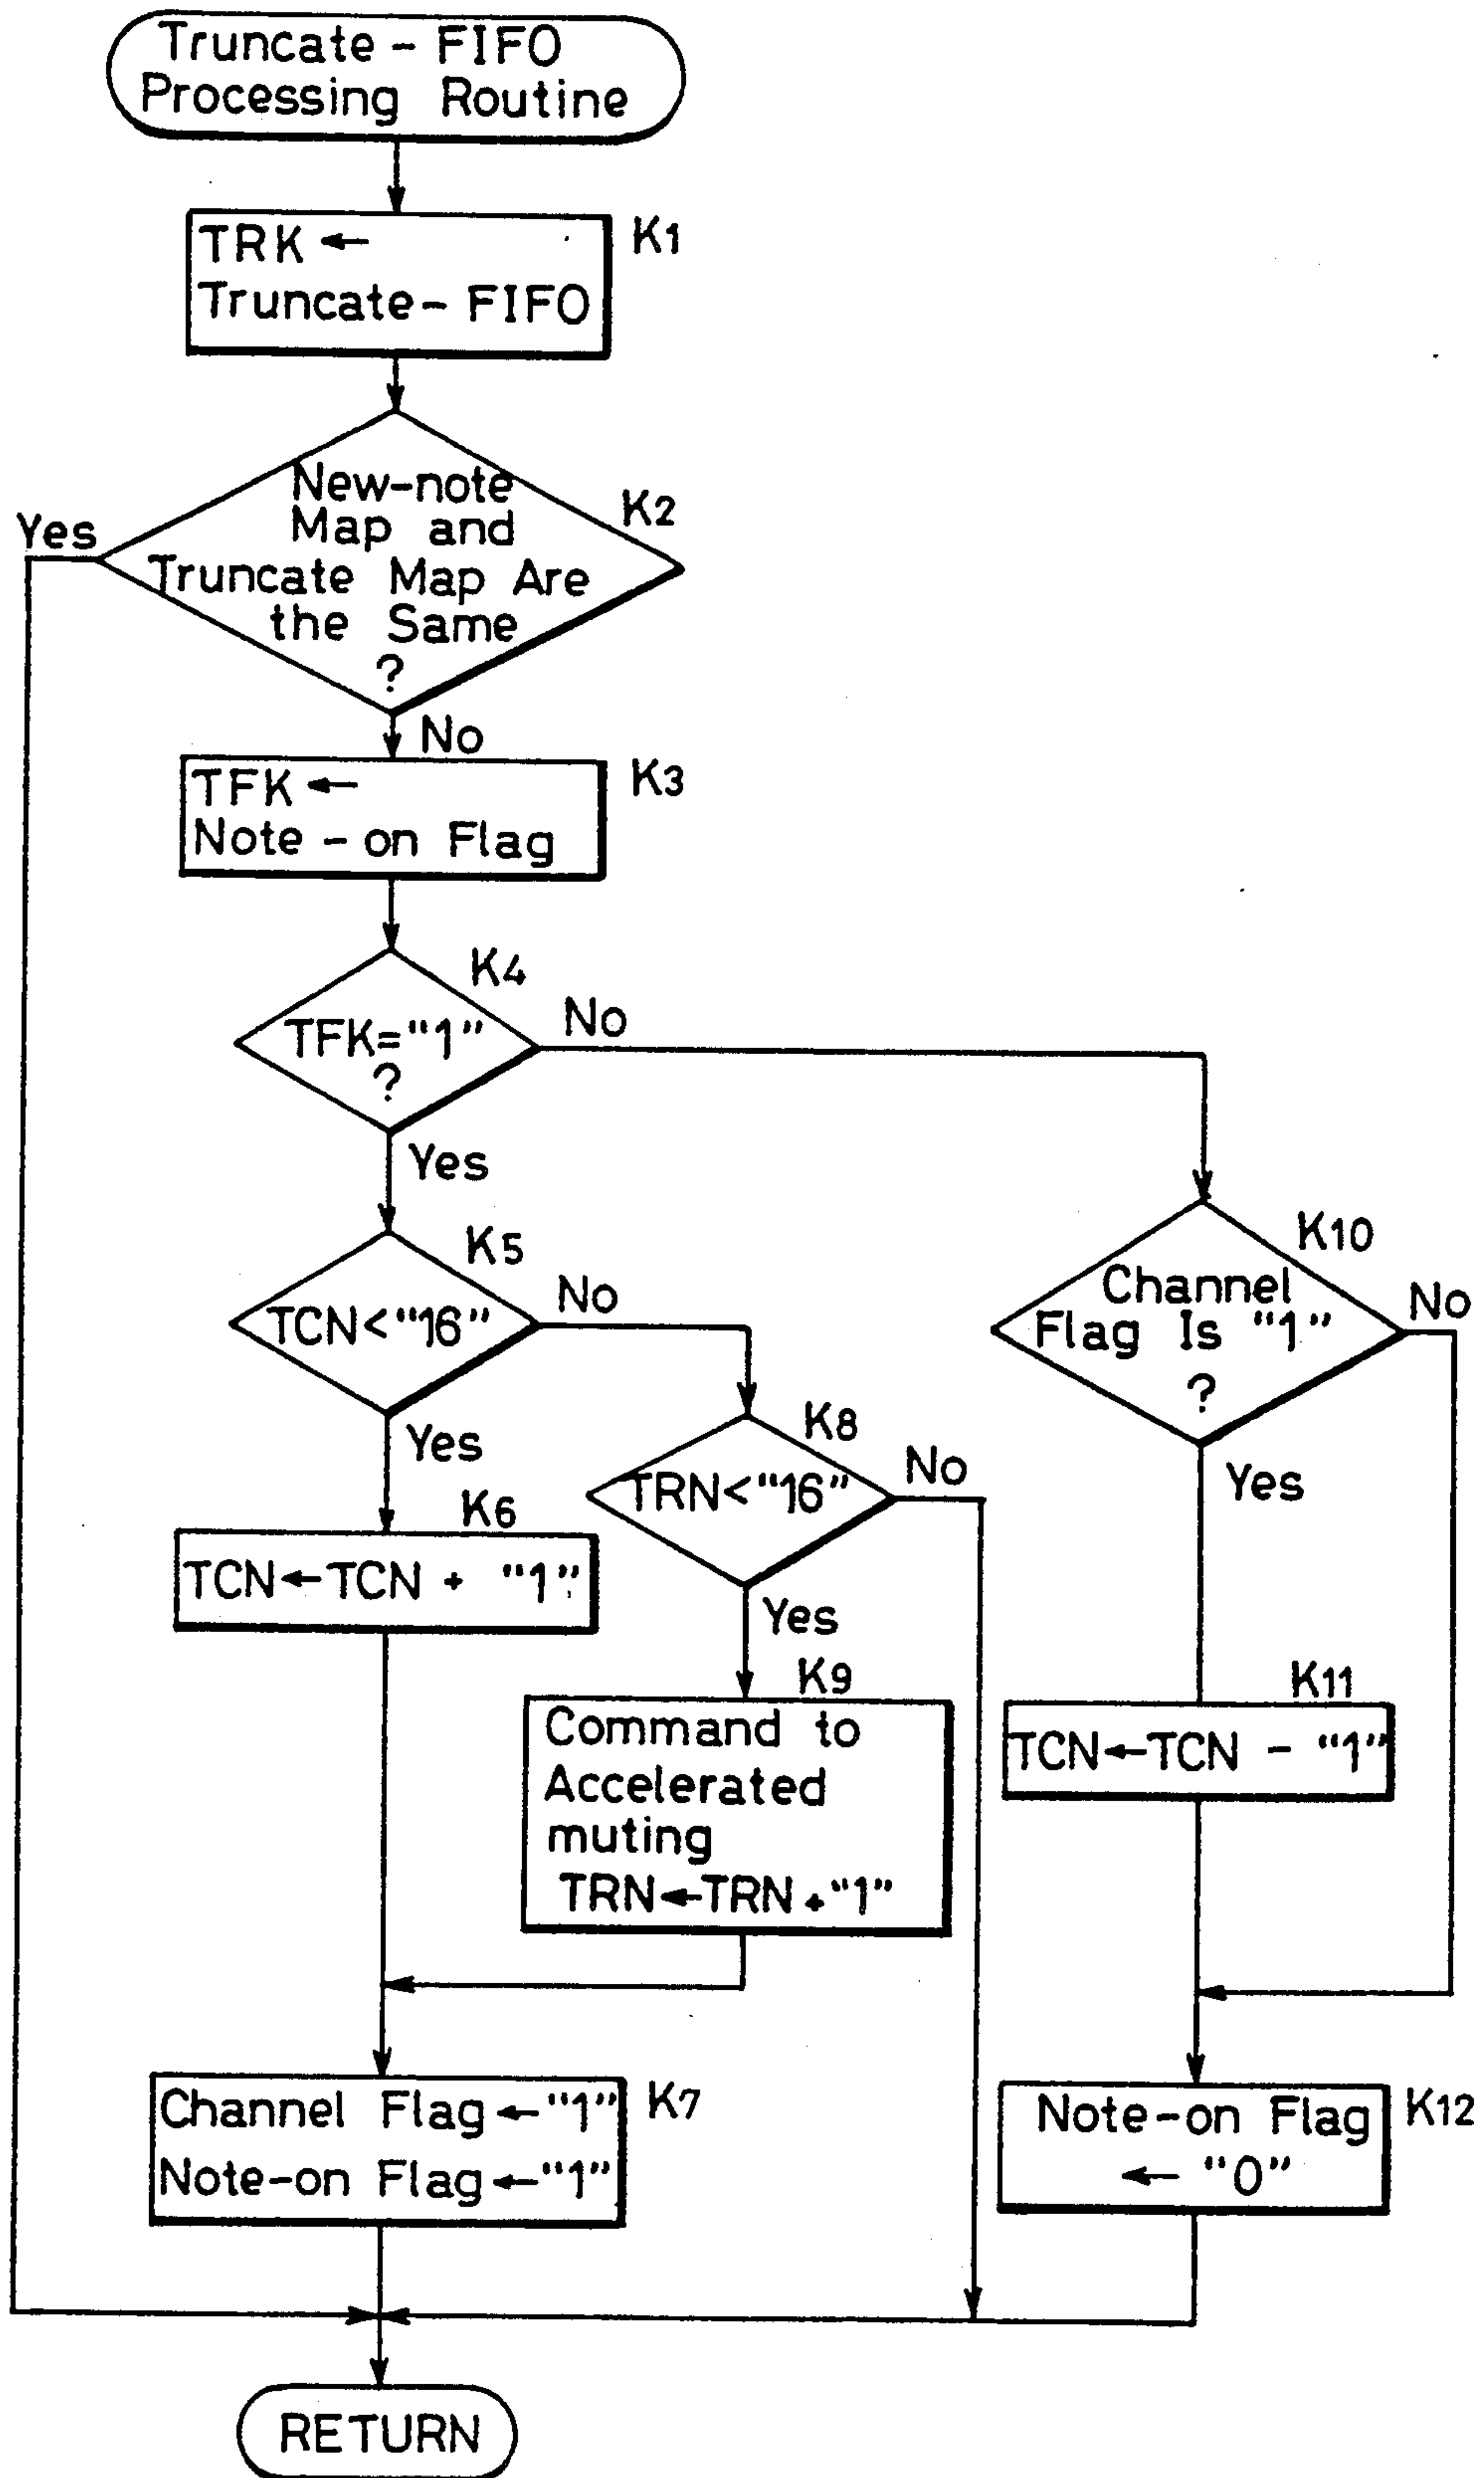 Truncate - FIFO
Processing Routine
TRK ←
Truncate - FIFO
K1
New-note
Map and
Truncate Map Are
the Same
?
K2
Yes
No
TFK ←
Note - on Flag
K3
K4
TFK="1"
?
No
Yes
K5
TCN<"16"
No
Yes
K10
Channel
Flag Is "1"
?
No
Yes
K8
TRN<"16"
No
Yes
K6
TCN←TCN + "1"
K9
Command to
Accelerated
muting
TRN←TRN+"1"
K11
TCN←TCN - "1"
Channel Flag←"1"
Note-on Flag←"1"
K7
Note-on Flag
← "0"
K12
RETURN